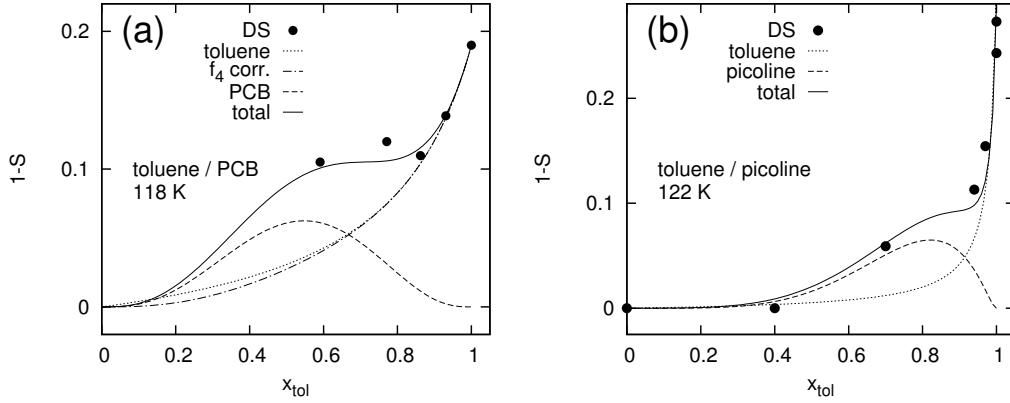 (a)
DS
toluene
f4 corr.
PCB
total
toluene / PCB
118 K
1-S
0.2
0.1
0
0 0.2 0.4 0.6 0.8 1
xtol
(b)
DS
toluene
picoline
total
toluene / picoline
122 K
1-S
0.2
0.1
0
0 0.2 0.4 0.6 0.8 1
xtol